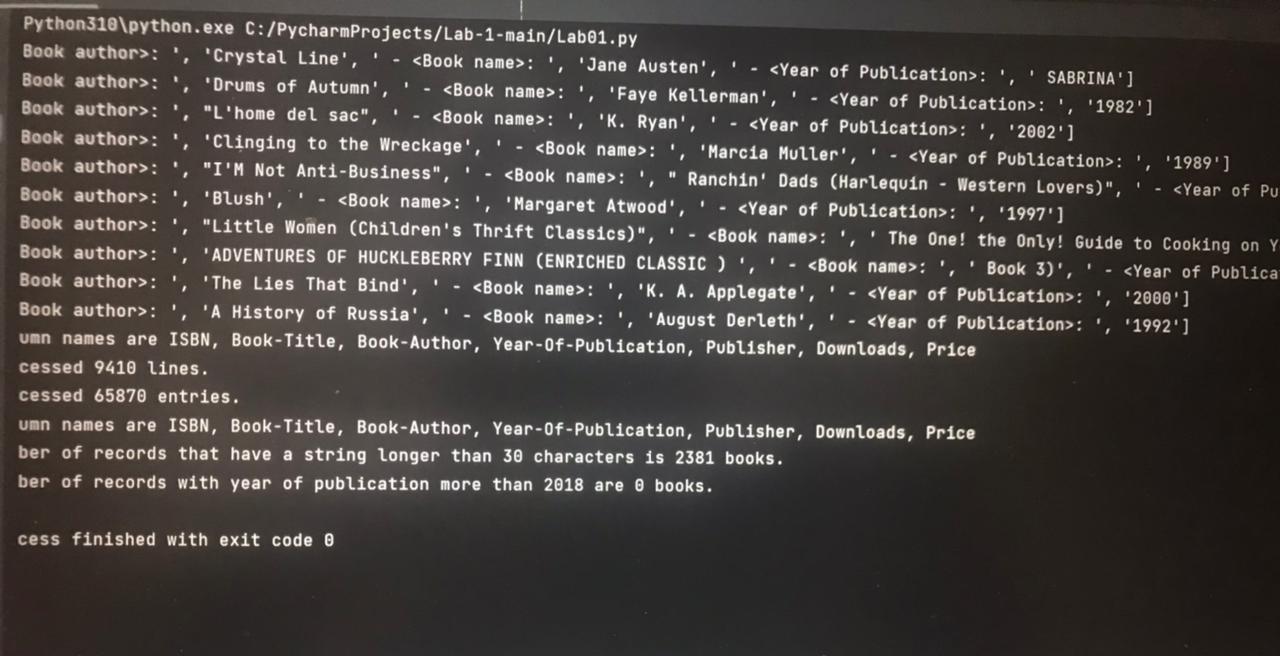 Python310\python.exe C:/PycharmProjects/Lab-1-main/Lab01.py
Book author>: ', 'Crystal Line', ' - <Book name>: ', 'Jane Austen', ' - <Year of Publication>: ', ' SABRINA']
Book author>: ', 'Drums of Autumn', ' - <Book name>: ', 'Faye Kellerman', ' - <Year of Publication>: ', '1982']
Book author>: ', "L'home del sac", ' - <Book name>: ', 'K. Ryan', ' - <Year of Publication>: ', '2002']
Book author>: ', 'Clinging to the Wreckage', ' - <Book name>: ', 'Marcia Muller', ' - <Year of Publication>: ', '1989']
Book author>: ', "I'M Not Anti-Business", ' - <Book name>: ', " Ranchin' Dads (Harlequin - Western Lovers)", ' - <Year of Pu
Book author>: ', 'Blush', ' - <Book name>: ', 'Margaret Atwood', ' - <Year of Publication>: ', '1997']
Book author>: ', "Little Women (Children's Thrift Classics)", ' - <Book name>: ', ' The One! the Only! Guide to Cooking on Y
Book author>: ', 'ADVENTURES OF HUCKLEBERRY FINN (ENRICHED CLASSIC ) ', ' - <Book name>: ', ' Book 3)', ' - <Year of Publica
Book author>: ', 'The Lies That Bind', ' - <Book name>: ', 'K. A. Applegate', ' - <Year of Publication>: ', '2000']
Book author>: ', 'A History of Russia', ' - <Book name>: ', 'August Derleth', ' - <Year of Publication>: ', '1992']
umn names are ISBN, Book-Title, Book-Author, Year-Of-Publication, Publisher, Downloads, Price
cessed 9410 lines.
cessed 65870 entries.
umn names are ISBN, Book-Title, Book-Author, Year-Of-Publication, Publisher, Downloads, Price
ber of records that have a string longer than 30 characters is 2381 books.
ber of records with year of publication more than 2018 are 0 books.
cess finished with exit code 0